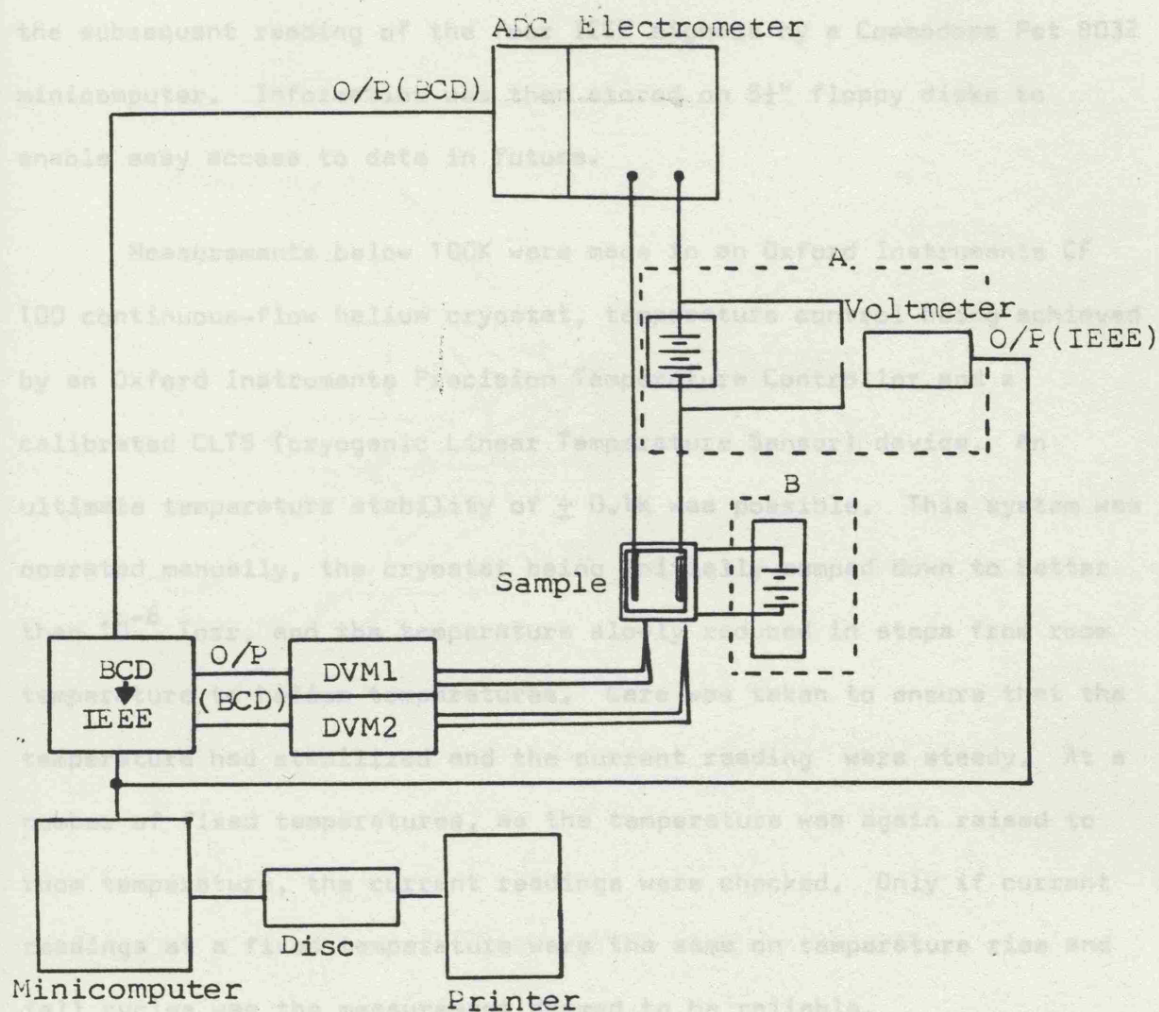 the subsequant reading of the by a Commodore Pet 8032
ADC Electrometer
O/P(BCD)
minicomputer. Information was then stored on 5¼" floppy disks to
enable easy access to data in future.
Measurements below 100K were made in an Oxford Instruments CF
A
100 continuous-flow helium cryostat, temperature control being achieved
Voltmeter
O/P(IEEE)
by an Oxford Instruments Precision Temperature Controller and a
calibrated CLTS (cryogenic Linear Temperature Sensor) device. An
B
ultimate temperature stability of ± 0.1K was possible. This system was
Sample
operated manually, the cryostat being initially pumped down to better
than 10-6 Torr, and the temperature slowly reduced in steps from room
BCD
IEEE
O/P
(BCD)
DVM1
DVM2
temperature to helium temperatures. Care was taken to ensure that the
temperature had stabilized and the current reading were steady. At a
number of fixed temperatures, as the temperature was again raised to
room temperature, the current readings were checked. Only if current
readings at a fixed temperature were the same on temperature rise and
Disc
Minicomputer
Printer
fall cycles was the to be reliable.